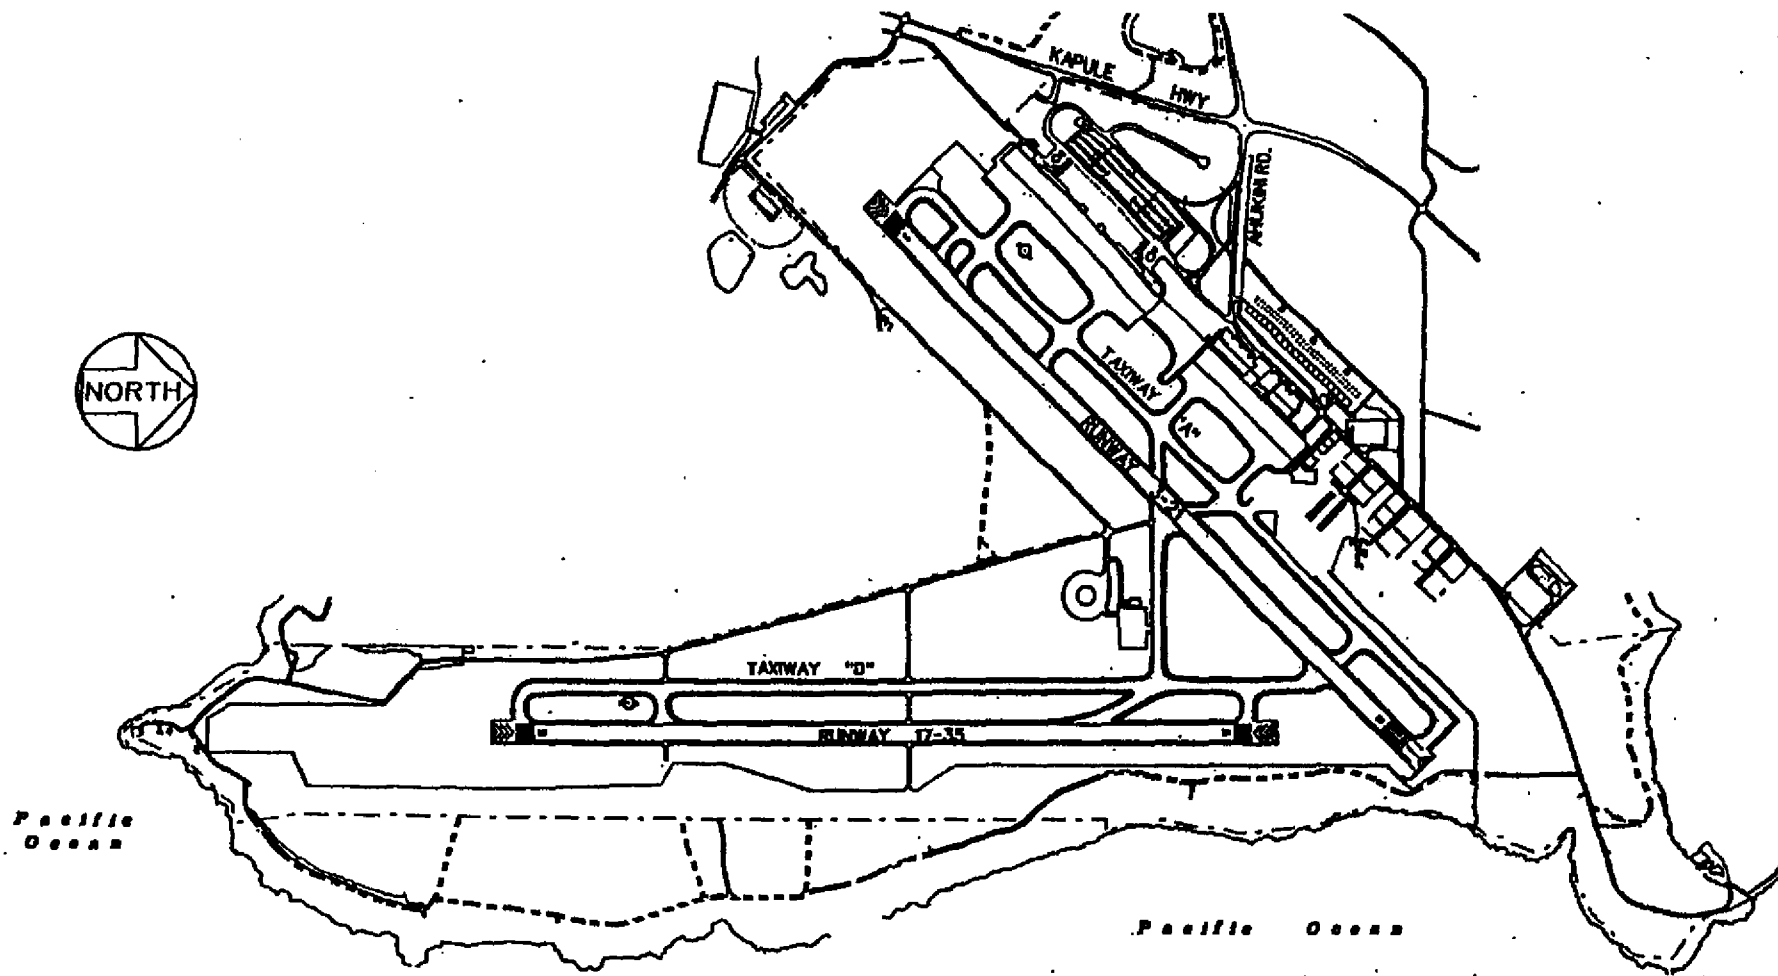 KAPULE
HWY
AHUKINI RD.
NORTH
TAXIWAY
"A"
RUNWAY
TAXIWAY "D"
RUNWAY 17-35
Pacific
Ocean
Pacific Ocean